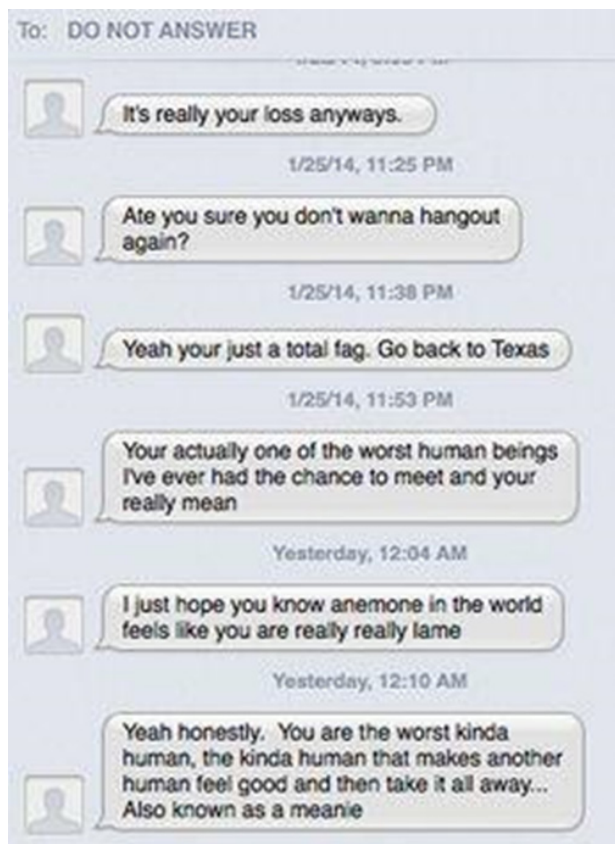 To: DO NOT ANSWER
It's really your loss anyways.
1/25/14, 11:25 PM
Ate you sure you don't wanna hangout
again?
1/25/14, 11:38 PM
Yeah your just a total fag. Go back to Texas
1/25/14, 11:53 PM
Your actually one of the worst human beings
I've ever had the chance to meet and your
really mean
Yesterday, 12:04 AM
I just hope you know anemone in the world
feels like you are really really lame
Yesterday, 12:10 AM
Yeah honestly. You are the worst kinda
human, the kinda human that makes another
human feel good and then take it all away...
Also known as a meanie